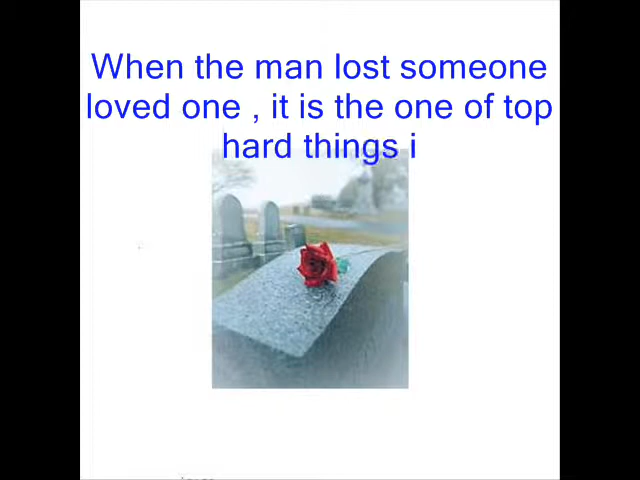 When the man lost someone
loved one , it is the one of top
hard things i